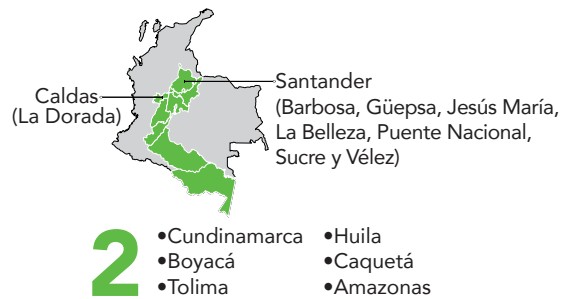 Caldas
(La Dorada)
Santander
(Barbosa, Güepsa, Jesús María,
La Belleza, Puente Nacional,
Sucre y Vélez)
2
•Cundinamarca •Huila
•Boyacá •Caquetá
•Tolima •Amazonas